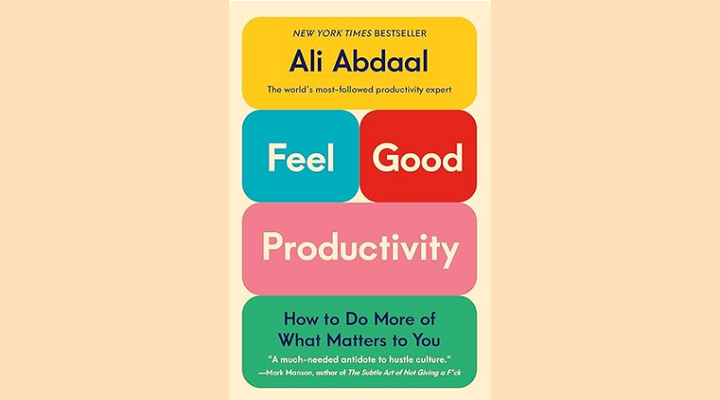 NEW YORK TIMES BESTSELLER
Ali Abdaal
The world's most-followed productivity expert
Feel Good
Productivity
How to Do More of
What Matters to You
“A much-needed antidote to hustle culture.”
—Mark Manson, author of The Subtle Art of Not Giving a F*ck